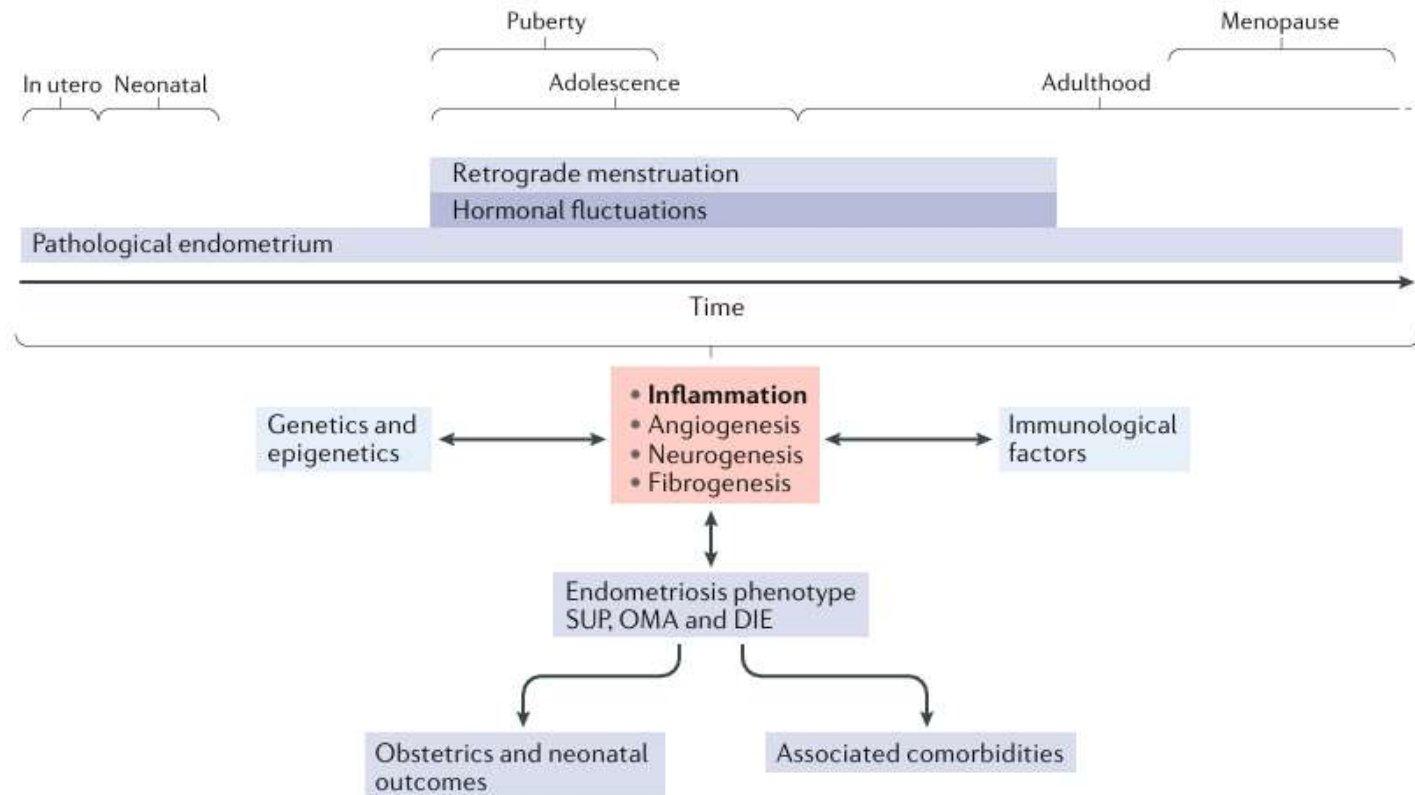 Puberty
Menopause
In utero
Neonatal
Adolescence
Adulthood
Retrograde menstruation
Hormonal fluctuations
Pathological endometrium
Time
• Inflammation
• Angiogenesis
• Neurogenesis
• Fibrogenesis
Genetics and
epigenetics
Immunological
factors
Endometriosis phenotype
SUP, OMA and DIE
Obstetrics and neonatal
outcomes
Associated comorbidities